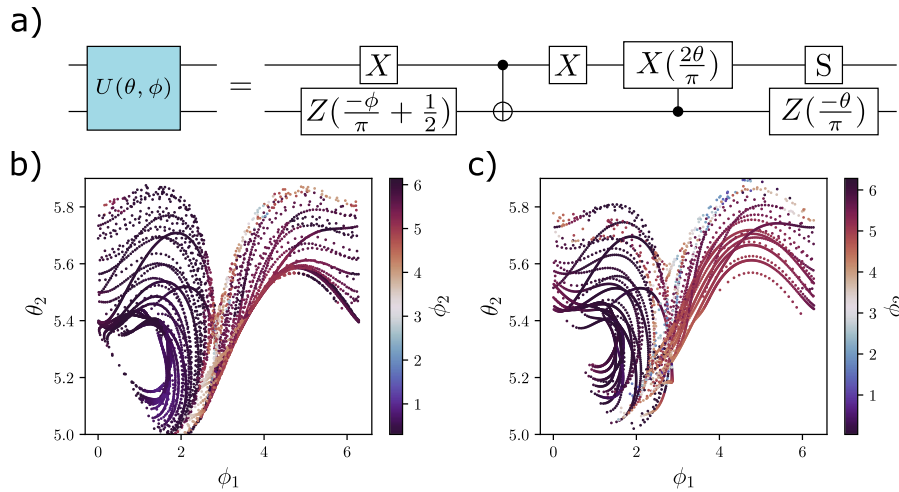 a)
U(θ, ϕ) = X X X(2θ/π) S
Z(−ϕ/π + 1/2) Z(−θ/π)
b) c)
5.8 5.6 5.4 5.2 5.0
θ₂
0 2 4 6
ϕ₁
6 5 4 3 2 1
ϕ₂
5.8 5.6 5.4 5.2 5.0
θ₂
0 2 4 6
ϕ₁
6 5 4 3 2 1
ϕ₂